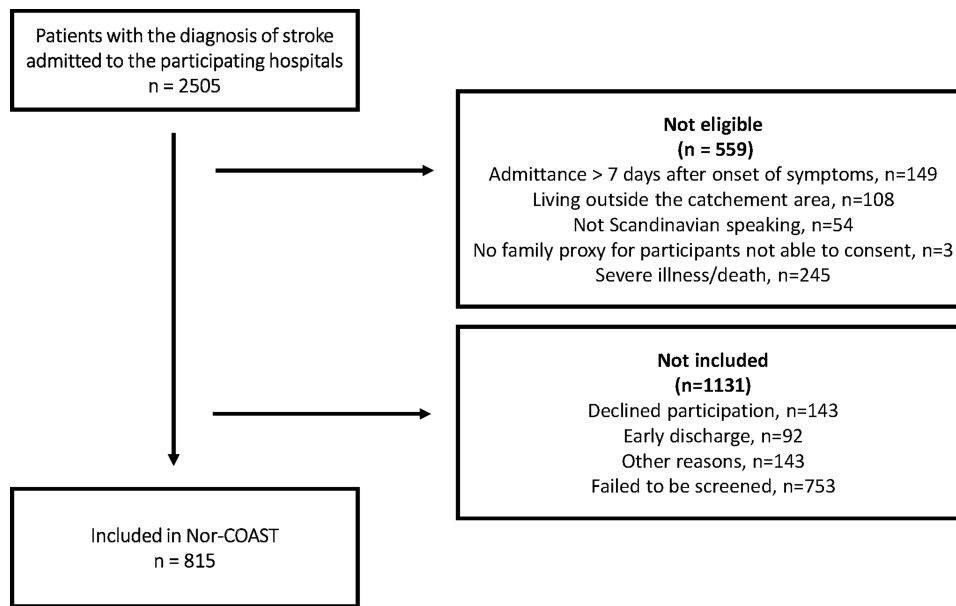 Patients with the diagnosis of stroke
admitted to the participating hospitals
n = 2505
Not eligible
(n = 559)
Admittance > 7 days after onset of symptoms, n=149
Living outside the catchement area, n=108
Not Scandinavian speaking, n=54
No family proxy for participants not able to consent, n=3
Severe illness/death, n=245
Not included
(n=1131)
Declined participation, n=143
Early discharge, n=92
Other reasons, n=143
Failed to be screened, n=753
Included in Nor-COAST
n = 815